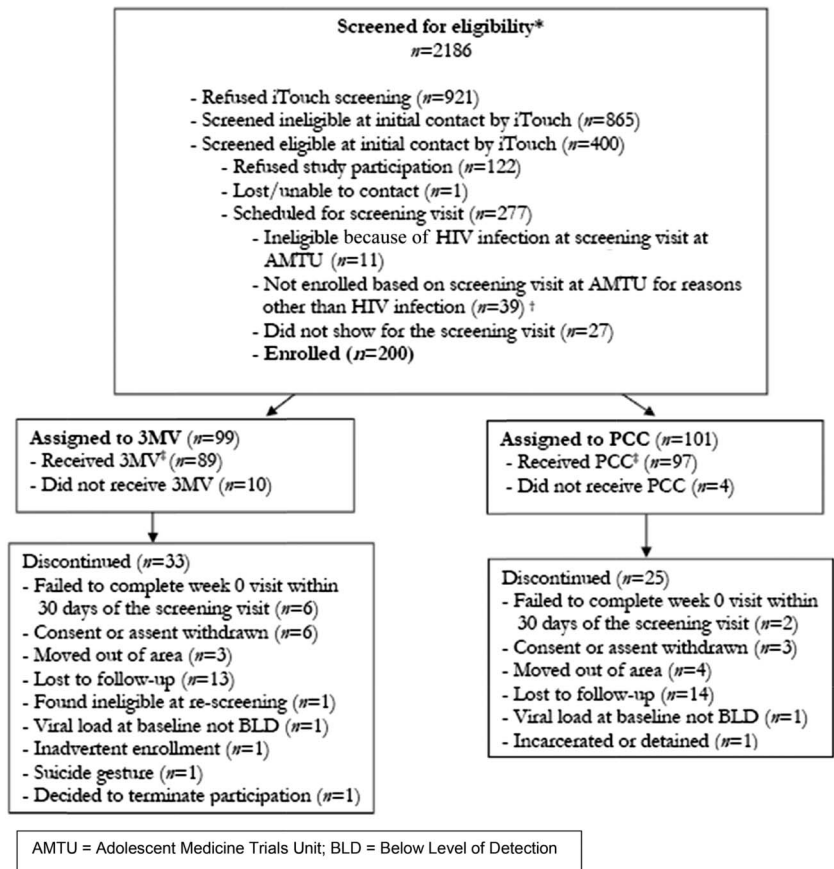 Screened for eligibility*
n=2186
- Refused iTouch screening (n=921)
- Screened ineligible at initial contact by iTouch (n=865)
- Screened eligible at initial contact by iTouch (n=400)
- Refused study participation (n=122)
- Lost/unable to contact (n=1)
- Scheduled for screening visit (n=277)
- Ineligible because of HIV infection at screening visit at
AMTU (n=11)
- Not enrolled based on screening visit at AMTU for reasons
other than HIV infection (n=39) †
- Did not show for the screening visit (n=27)
- Enrolled (n=200)
Assigned to 3MV (n=99)
- Received 3MV‡ (n=89)
- Did not receive 3MV (n=10)
Assigned to PCC (n=101)
- Received PCC‡ (n=97)
- Did not receive PCC (n=4)
Discontinued (n=33)
- Failed to complete week 0 visit within
30 days of the screening visit (n=6)
- Consent or assent withdrawn (n=6)
- Moved out of area (n=3)
- Lost to follow-up (n=13)
- Found ineligible at re-screening (n=1)
- Viral load at baseline not BLD (n=1)
- Inadvertent enrollment (n=1)
- Suicide gesture (n=1)
- Decided to terminate participation (n=1)
Discontinued (n=25)
- Failed to complete week 0 visit within
30 days of the screening visit (n=2)
- Consent or assent withdrawn (n=3)
- Moved out of area (n=4)
- Lost to follow-up (n=14)
- Viral load at baseline not BLD (n=1)
- Incarcerated or detained (n=1)
AMTU = Adolescent Medicine Trials Unit; BLD = Below Level of Detection